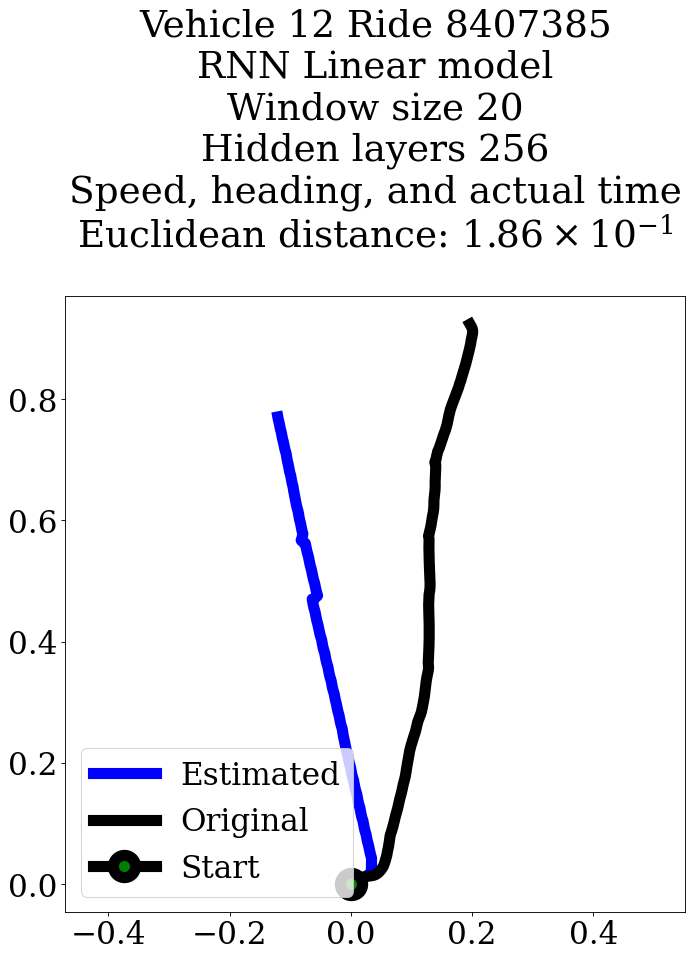 Vehicle 12 Ride 8407385
RNN Linear model
Window size 20
Hidden layers 256
Speed, heading, and actual time
Euclidean distance: 1.86 × 10⁻¹
0.8
0.6
0.4
0.2
0.0
Estimated
Original
Start
−0.4 −0.2 0.0 0.2 0.4